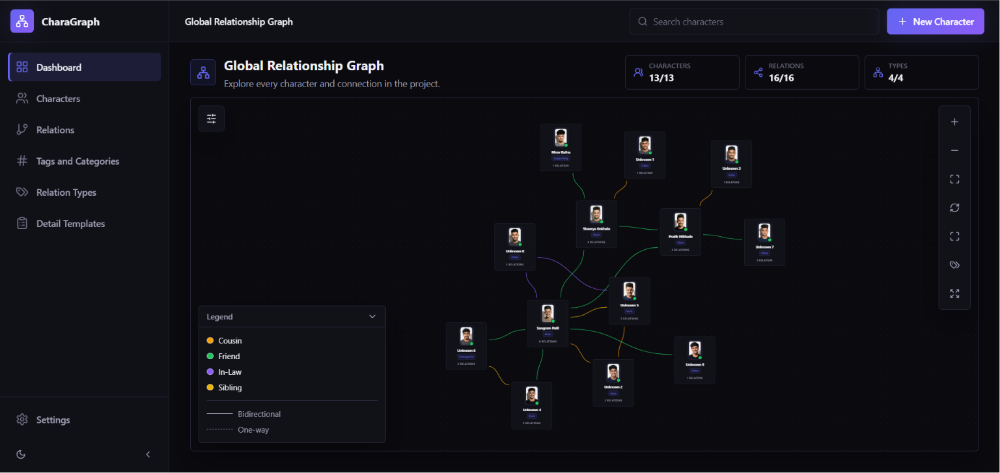 CharaGraph
Global Relationship Graph
Search characters
New Character
Dashboard
Characters
Relations
Tags and Categories
Relation Types
Detail Templates
Settings
Global Relationship Graph
Explore every character and connection in the project.
CHARACTERS
13/13
RELATIONS
16/16
TYPES
4/4
Nirav Bafna
Supporting
1 RELATION
Unknown 1
Other
1 RELATION
Unknown 3
Main
1 RELATION
Shaurya Gokhale
Main
4 RELATIONS
Pratik Nikhade
Main
4 RELATIONS
Unknown 7
Other
1 RELATION
Unknown 8
Other
2 RELATIONS
Unknown 5
Main
3 RELATIONS
Sangram Patil
Main
8 RELATIONS
Unknown 6
Protagonist
2 RELATIONS
Unknown 9
Other
1 RELATION
Unknown 2
Main
2 RELATIONS
Unknown 4
Main
2 RELATIONS
Legend
Cousin
Friend
In-Law
Sibling
Bidirectional
One-way